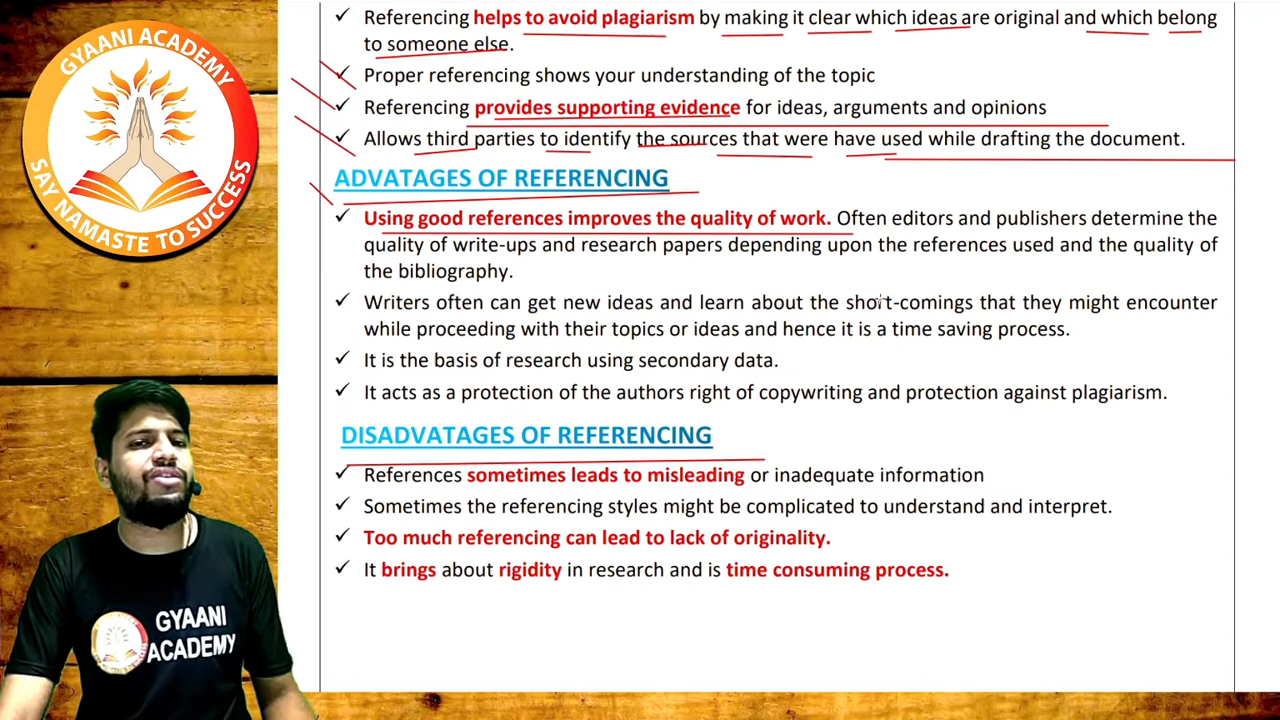 Referencing helps to avoid plagiarism by making it clear which ideas are original and which belong
to someone else.
Proper referencing shows your understanding of the topic
Referencing provides supporting evidence for ideas, arguments and opinions
Allows third parties to identify the sources that were have used while drafting the document.
ADVATAGES OF REFERENCING
Using good references improves the quality of work. Often editors and publishers determine the
quality of write-ups and research papers depending upon the references used and the quality of
the bibliography.
Writers often can get new ideas and learn about the short-comings that they might encounter
while proceeding with their topics or ideas and hence it is a time saving process.
It is the basis of research using secondary data.
It acts as a protection of the authors right of copywriting and protection against plagiarism.
DISADVATAGES OF REFERENCING
References sometimes leads to misleading or inadequate information
Sometimes the referencing styles might be complicated to understand and interpret.
Too much referencing can lead to lack of originality.
It brings about rigidity in research and is time consuming process.
GYAANI ACADEMY
SAY NAMASTE TO SUCCESS
GYAANI
ACADEMY